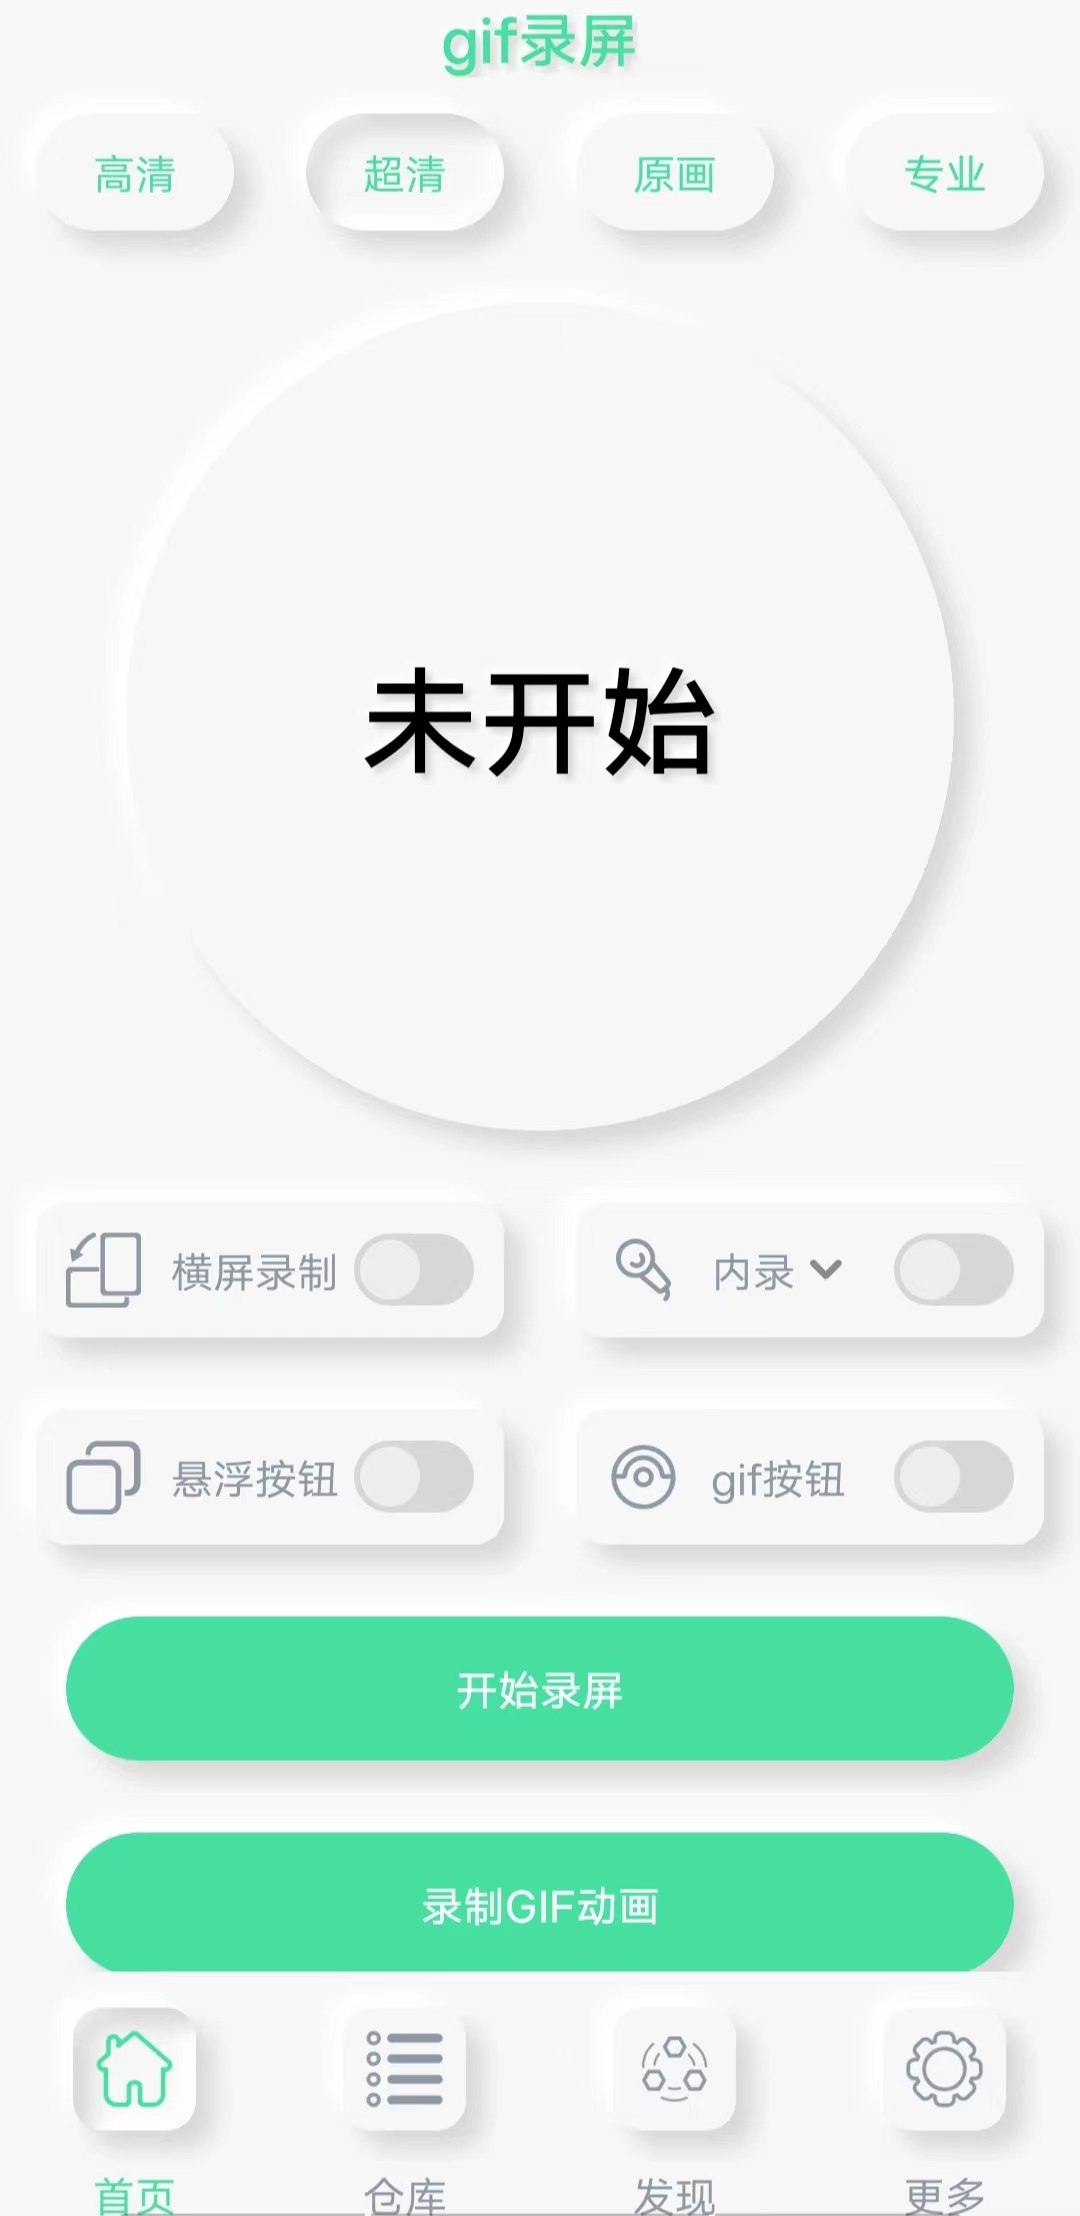 gif录屏
高清 超清 原画 专业
未开始
横屏录制 内录
悬浮按钮 gif按钮
开始录屏
录制GIF动画
首页 仓库 发现 更多